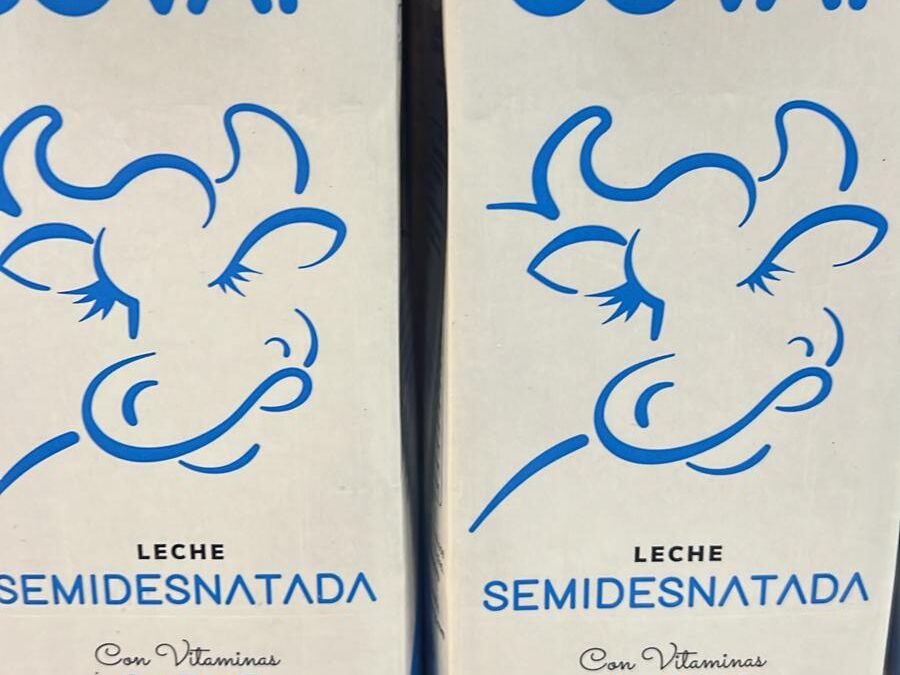 LECHE
SEMIDESNATADA
Con Vitaminas
LECHE
SEMIDESNATADA
Con Vitaminas